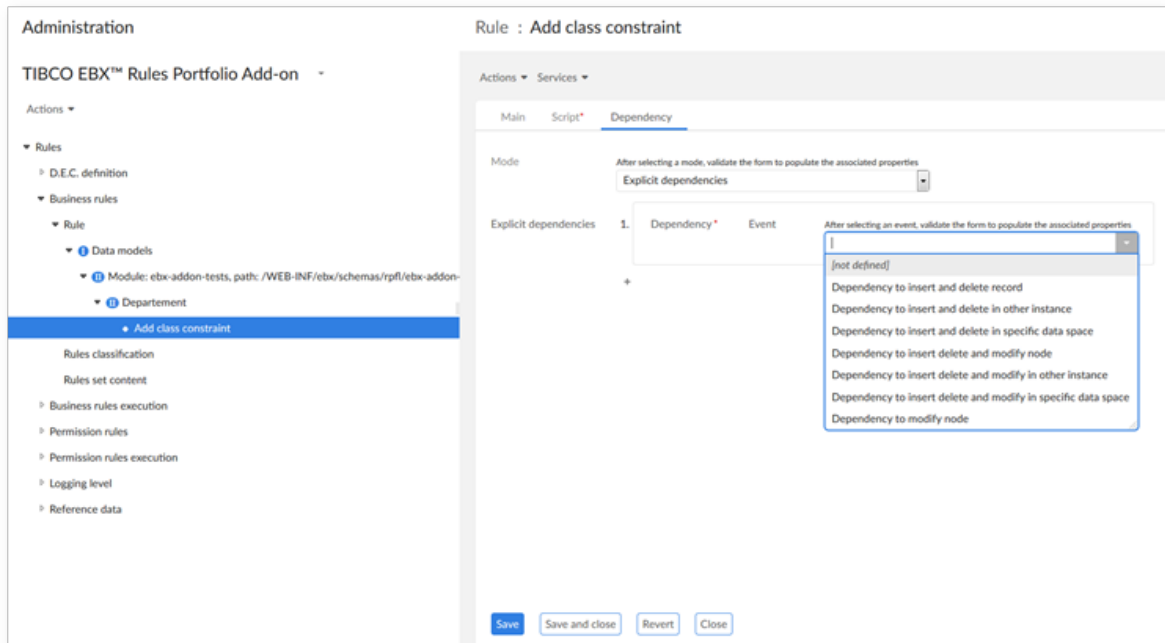 Administration
TIBCO EBX™ Rules Portfolio Add-on
Actions
Rules
D.E.C. definition
Business rules
Rule
Data models
Module: ebx-addon-tests, path: /WEB-INF/ebx/schemas/rpfl/ebx-addon-
Departement
Add class constraint
Rules classification
Rules set content
Business rules execution
Permission rules
Permission rules execution
Logging level
Reference data
Rule : Add class constraint
Actions Services
Main Script* Dependency
Mode
After selecting a mode, validate the form to populate the associated properties
Explicit dependencies
Explicit dependencies 1. Dependency* Event
After selecting an event, validate the form to populate the associated properties
[not defined]
Dependency to insert and delete record
Dependency to insert and delete in other instance
Dependency to insert and delete in specific data space
Dependency to insert delete and modify node
Dependency to insert delete and modify in other instance
Dependency to insert delete and modify in specific data space
Dependency to modify node
+
Save Save and close Revert Close